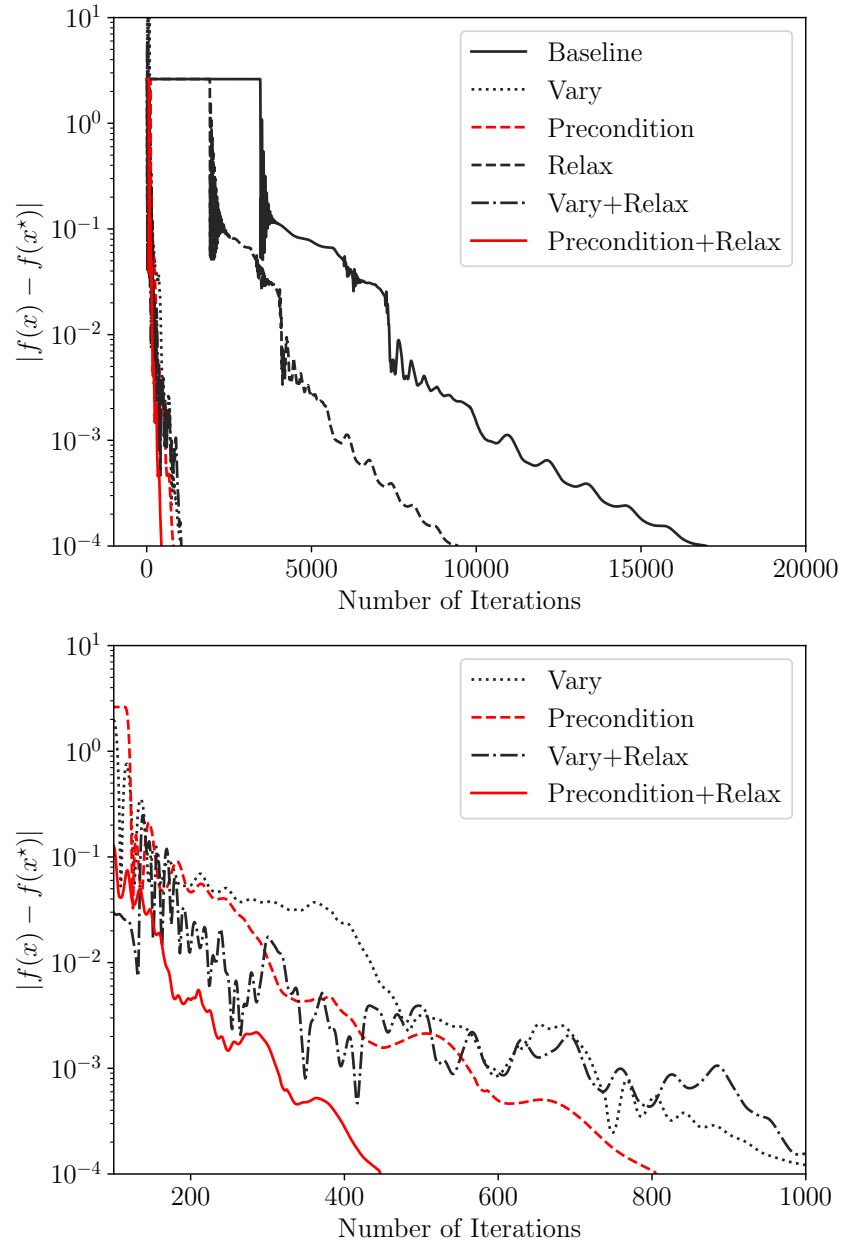 10^1
10^0
10^-1
10^-2
10^-3
10^-4
|f(x) − f(x⋆)|
Baseline
Vary
Precondition
Relax
Vary+Relax
Precondition+Relax
0 5000 10000 15000 20000
Number of Iterations
10^1
10^0
10^-1
10^-2
10^-3
10^-4
|f(x) − f(x⋆)|
Vary
Precondition
Vary+Relax
Precondition+Relax
200 400 600 800 1000
Number of Iterations